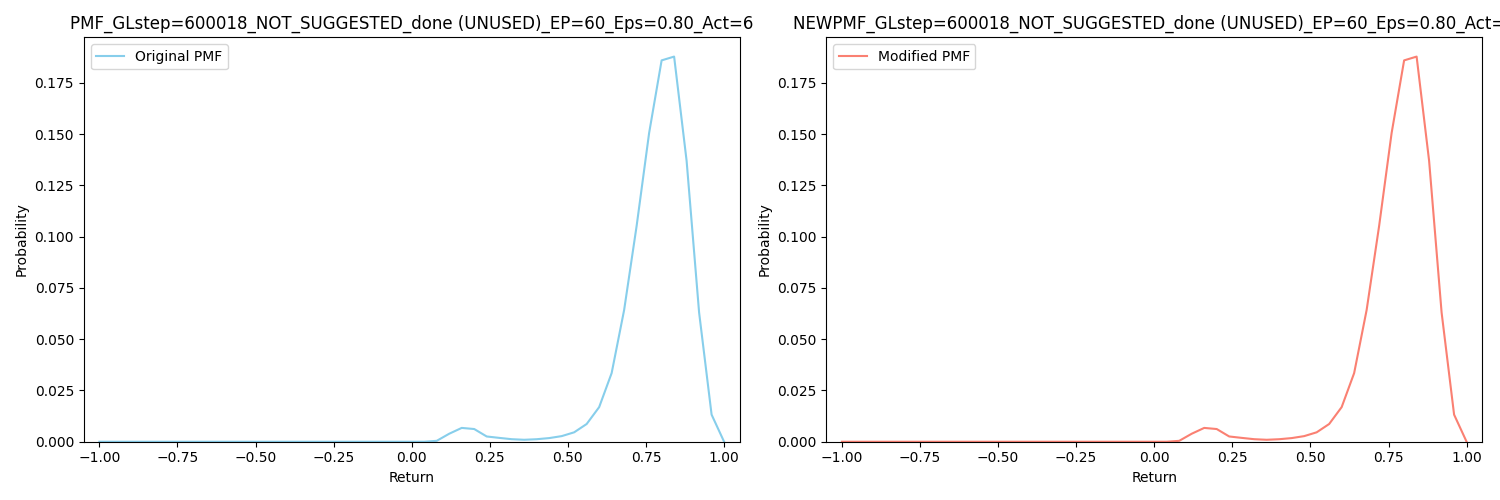 PMF_GLstep=600018_NOT_SUGGESTED_done (UNUSED)_EP=60_Eps=0.80_Act=6
Original PMF
Probability
0.175
0.150
0.125
0.100
0.075
0.050
0.025
0.000
−1.00 −0.75 −0.50 −0.25 0.00 0.25 0.50 0.75 1.00
Return
NEWPMF_GLstep=600018_NOT_SUGGESTED_done (UNUSED)_EP=60_Eps=0.80_Act=
Modified PMF
Probability
0.175
0.150
0.125
0.100
0.075
0.050
0.025
0.000
−1.00 −0.75 −0.50 −0.25 0.00 0.25 0.50 0.75 1.00
Return